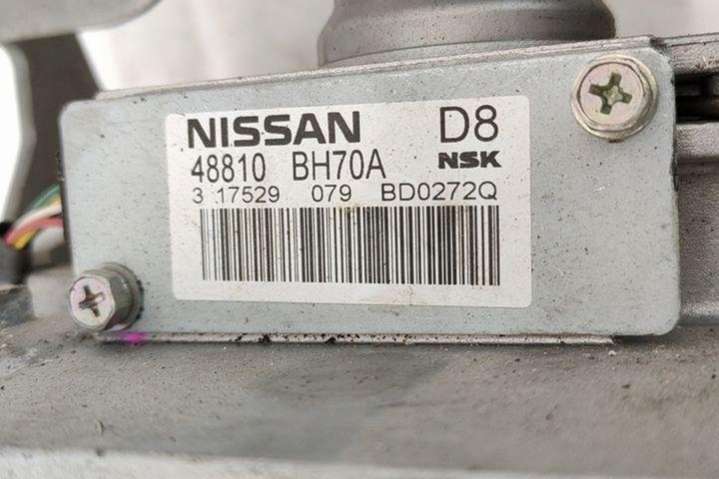 NISSAN D8
48810 BH70A NSK
3 17529 079 BD0272Q